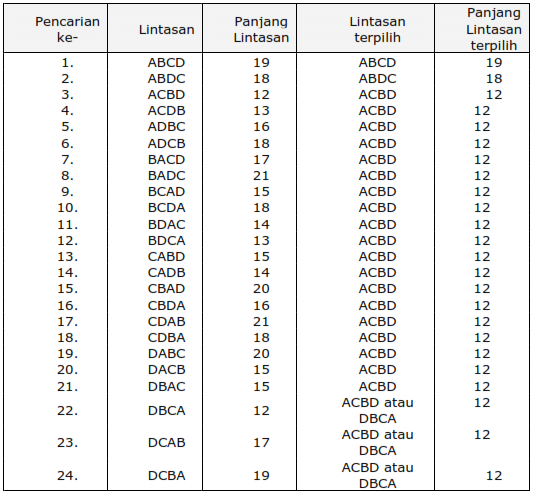 Pencarian ke- Lintasan Panjang Lintasan Lintasan terpilih Panjang Lintasan terpilih
1. ABCD 19 ABCD 19
2. ABDC 18 ABDC 18
3. ACBD 12 ACBD 12
4. ACDB 13 ACBD 12
5. ADBC 16 ACBD 12
6. ADCB 18 ACBD 12
7. BACD 17 ACBD 12
8. BADC 21 ACBD 12
9. BCAD 15 ACBD 12
10. BCDA 18 ACBD 12
11. BDAC 14 ACBD 12
12. BDCA 13 ACBD 12
13. CABD 15 ACBD 12
14. CADB 14 ACBD 12
15. CBAD 20 ACBD 12
16. CBDA 16 ACBD 12
17. CDAB 21 ACBD 12
18. CDBA 18 ACBD 12
19. DABC 20 ACBD 12
20. DACB 15 ACBD 12
21. DBAC 15 ACBD 12
22. DBCA 12 ACBD atau DBCA 12
23. DCAB 17 ACBD atau DBCA 12
24. DCBA 19 ACBD atau DBCA 12